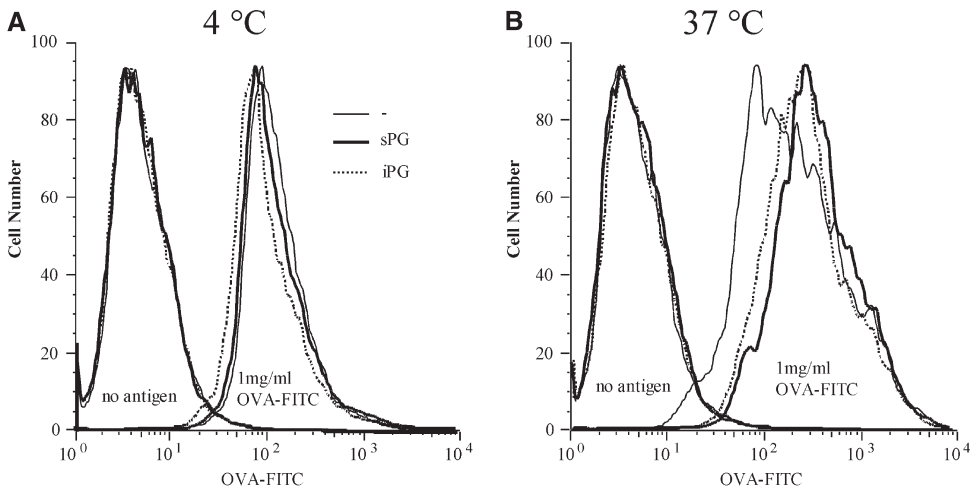 A
4 °C
100
80
60
40
20
0
Cell Number
-
sPG
iPG
no antigen
1mg/ml
OVA-FITC
10^0 10^1 10^2 10^3 10^4
OVA-FITC
B
37 °C
100
80
60
40
20
0
Cell Number
no antigen
1mg/ml
OVA-FITC
10^0 10^1 10^2 10^3 10^4
OVA-FITC